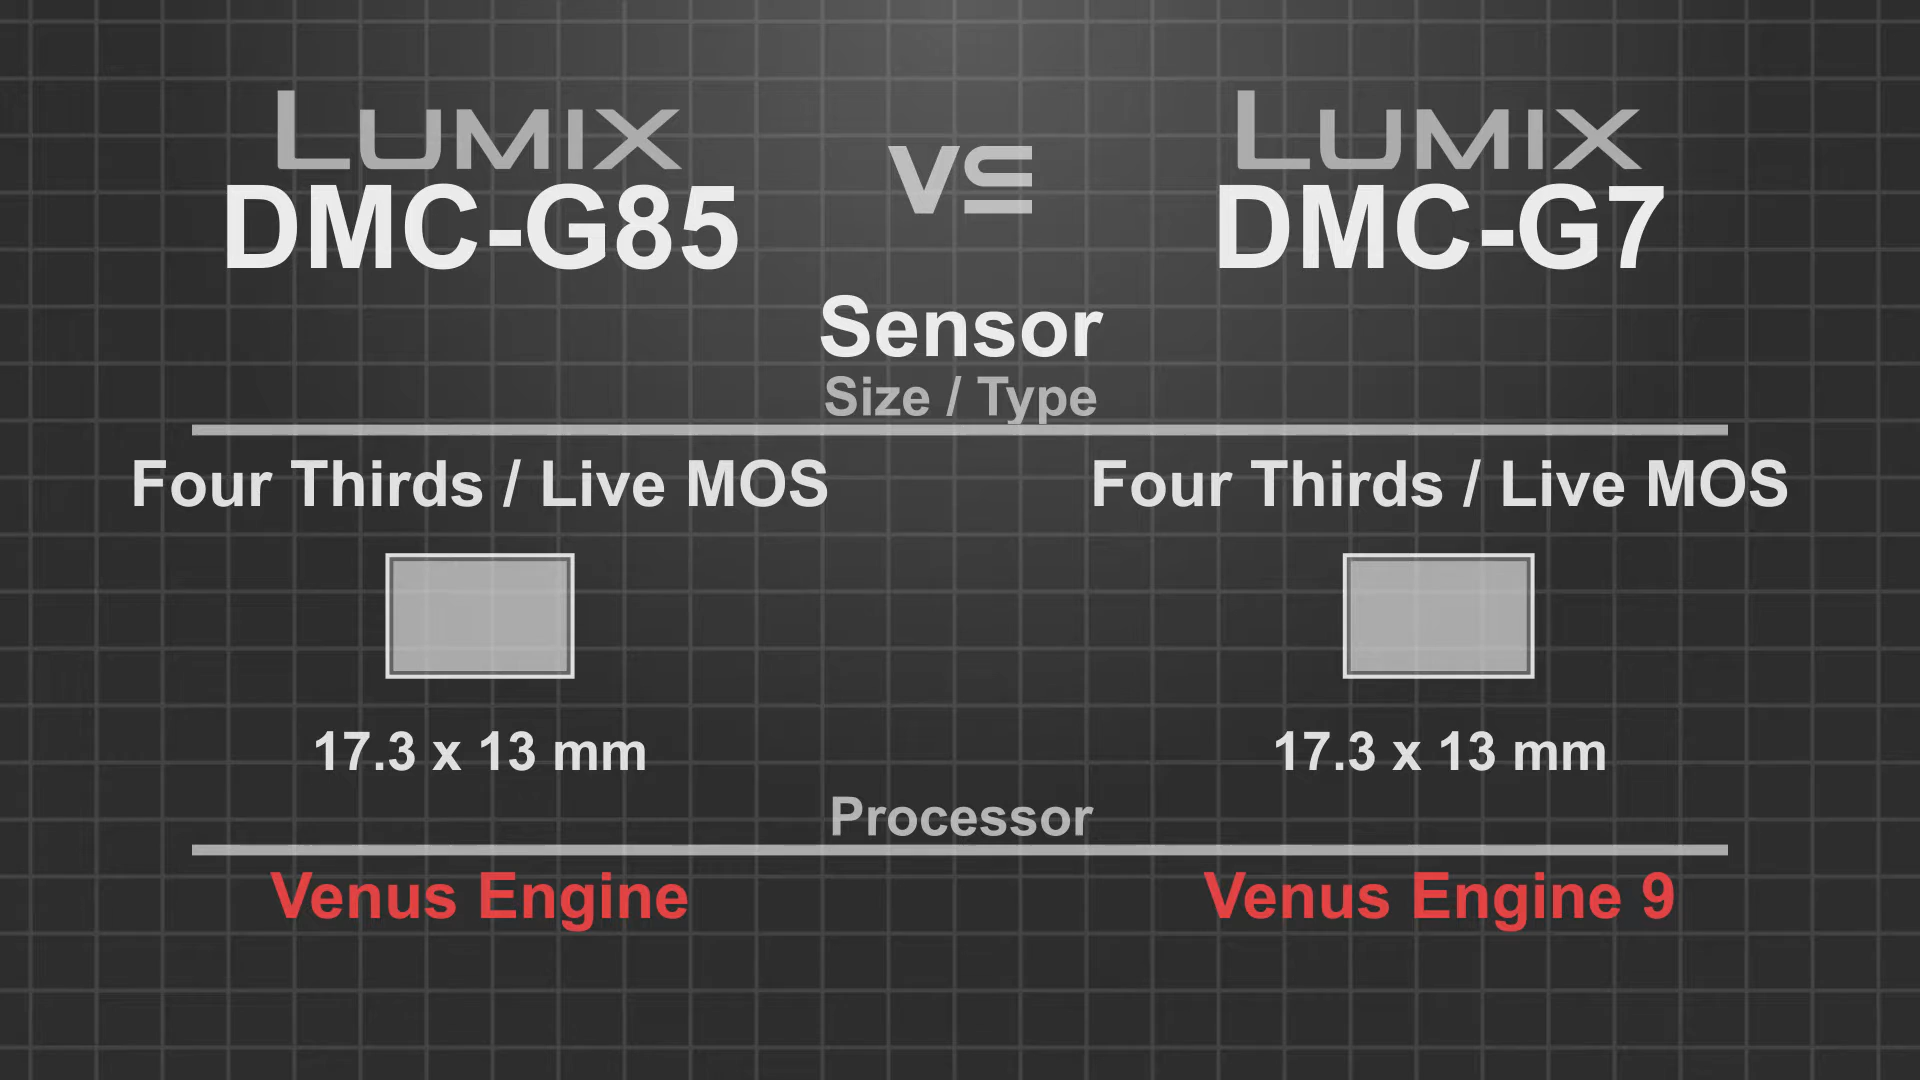 LUMIX
DMC-G85
VS
LUMIX
DMC-G7
Sensor
Size / Type
Four Thirds / Live MOS
Four Thirds / Live MOS
17.3 x 13 mm
17.3 x 13 mm
Processor
Venus Engine
Venus Engine 9